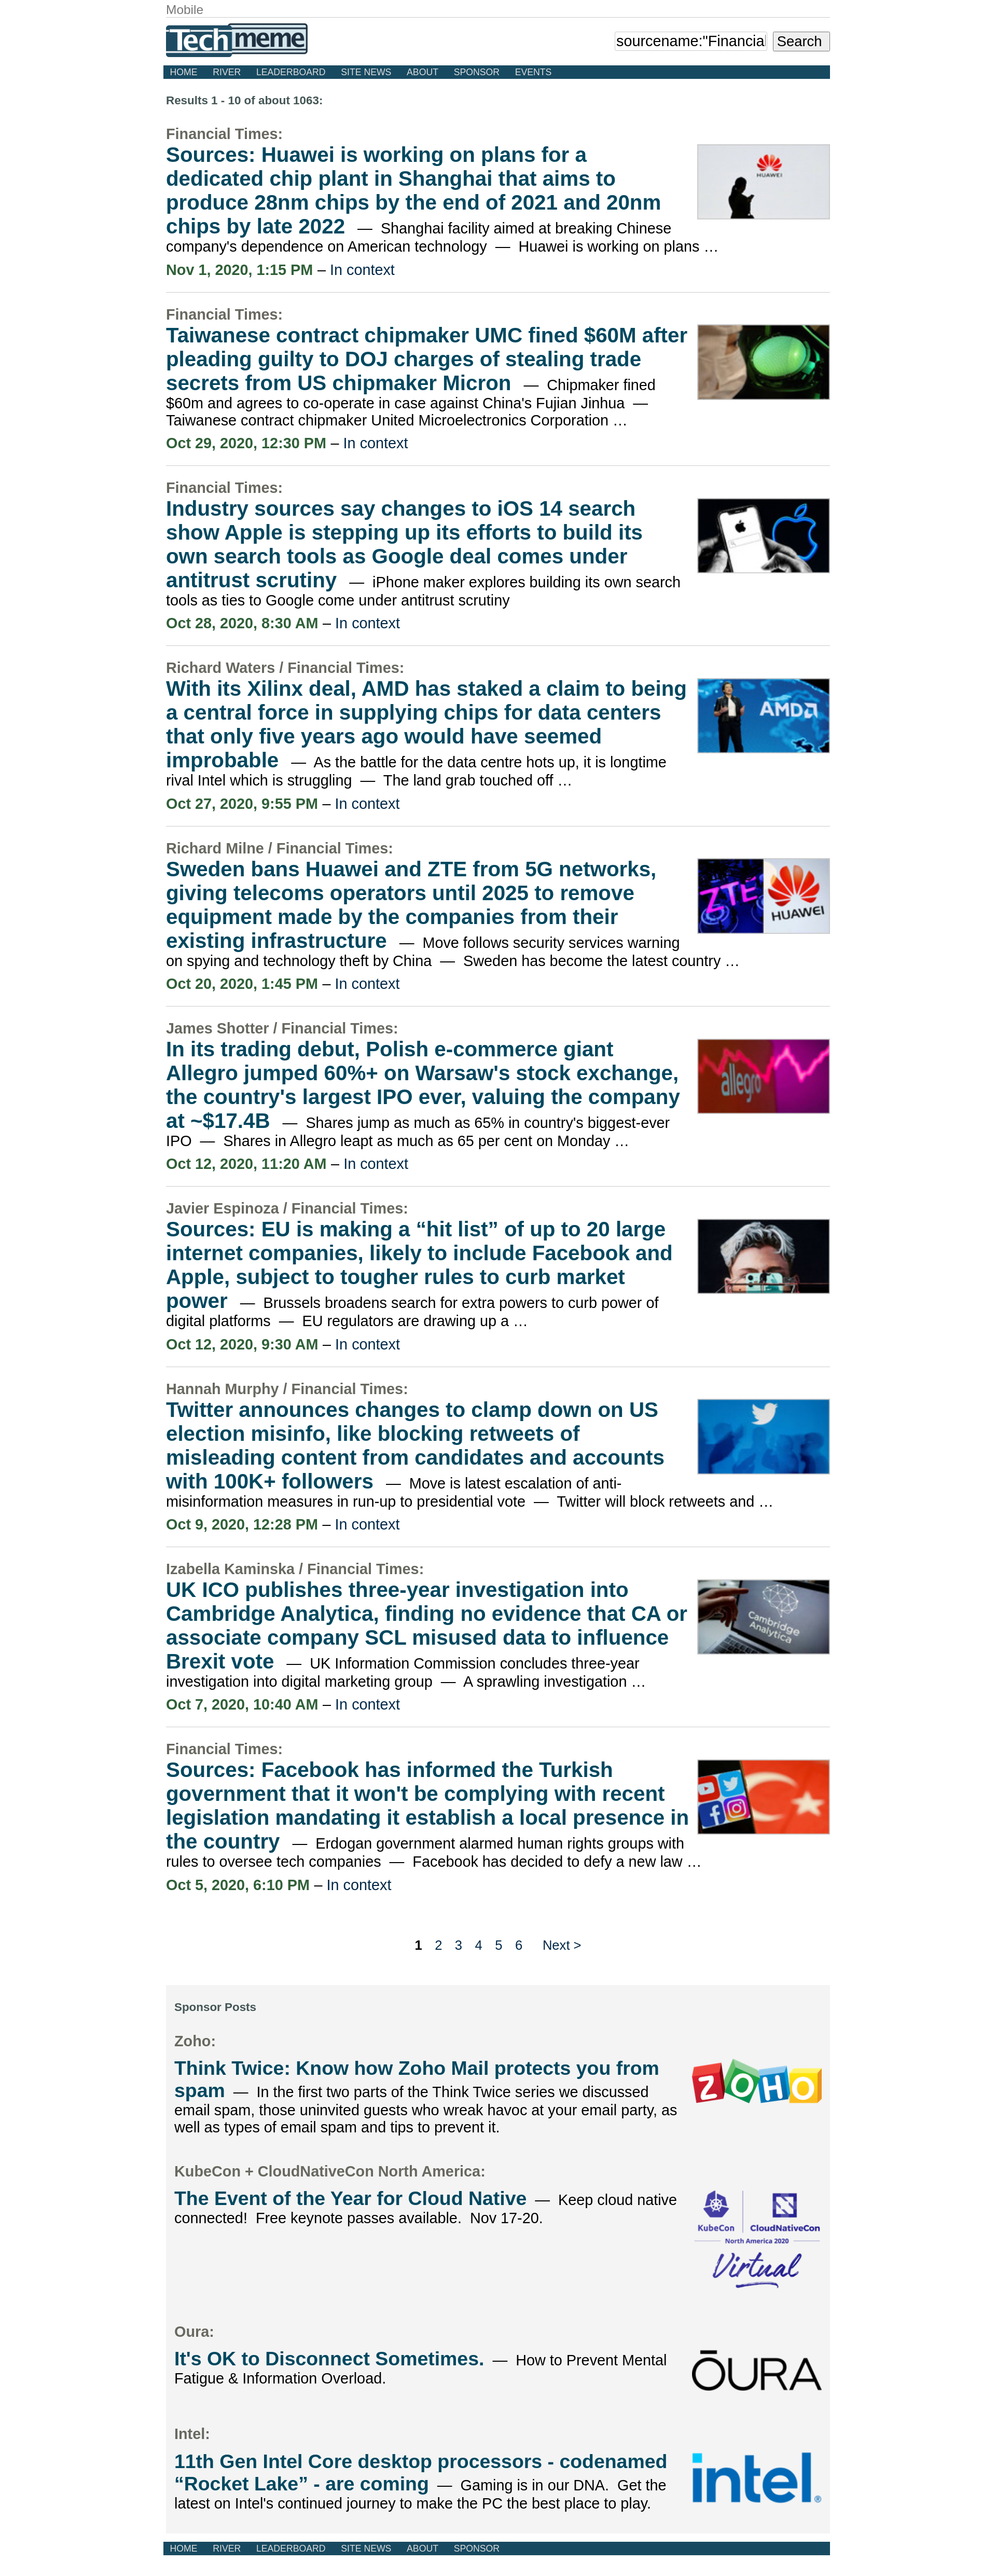 Mobile
Techmeme
sourcename:"Financia
Search
HOME RIVER LEADERBOARD SITE NEWS ABOUT SPONSOR EVENTS
Results 1 - 10 of about 1063:
Financial Times:
Sources: Huawei is working on plans for a
dedicated chip plant in Shanghai that aims to
produce 28nm chips by the end of 2021 and 20nm
chips by late 2022 — Shanghai facility aimed at breaking Chinese
company's dependence on American technology — Huawei is working on plans …
Nov 1, 2020, 1:15 PM – In context
HUAWEI
Financial Times:
Taiwanese contract chipmaker UMC fined $60M after
pleading guilty to DOJ charges of stealing trade
secrets from US chipmaker Micron — Chipmaker fined
$60m and agrees to co-operate in case against China's Fujian Jinhua —
Taiwanese contract chipmaker United Microelectronics Corporation …
Oct 29, 2020, 12:30 PM – In context
Financial Times:
Industry sources say changes to iOS 14 search
show Apple is stepping up its efforts to build its
own search tools as Google deal comes under
antitrust scrutiny — iPhone maker explores building its own search
tools as ties to Google come under antitrust scrutiny
Oct 28, 2020, 8:30 AM – In context
Richard Waters / Financial Times:
With its Xilinx deal, AMD has staked a claim to being
a central force in supplying chips for data centers
that only five years ago would have seemed
improbable — As the battle for the data centre hots up, it is longtime
rival Intel which is struggling — The land grab touched off …
Oct 27, 2020, 9:55 PM – In context
AMD
Richard Milne / Financial Times:
Sweden bans Huawei and ZTE from 5G networks,
giving telecoms operators until 2025 to remove
equipment made by the companies from their
existing infrastructure — Move follows security services warning
on spying and technology theft by China — Sweden has become the latest country …
Oct 20, 2020, 1:45 PM – In context
ZTE
HUAWEI
James Shotter / Financial Times:
In its trading debut, Polish e-commerce giant
Allegro jumped 60%+ on Warsaw's stock exchange,
the country's largest IPO ever, valuing the company
at ~$17.4B — Shares jump as much as 65% in country's biggest-ever
IPO — Shares in Allegro leapt as much as 65 per cent on Monday …
Oct 12, 2020, 11:20 AM – In context
allegro
Javier Espinoza / Financial Times:
Sources: EU is making a “hit list” of up to 20 large
internet companies, likely to include Facebook and
Apple, subject to tougher rules to curb market
power — Brussels broadens search for extra powers to curb power of
digital platforms — EU regulators are drawing up a …
Oct 12, 2020, 9:30 AM – In context
Hannah Murphy / Financial Times:
Twitter announces changes to clamp down on US
election misinfo, like blocking retweets of
misleading content from candidates and accounts
with 100K+ followers — Move is latest escalation of anti-
misinformation measures in run-up to presidential vote — Twitter will block retweets and …
Oct 9, 2020, 12:28 PM – In context
Izabella Kaminska / Financial Times:
UK ICO publishes three-year investigation into
Cambridge Analytica, finding no evidence that CA or
associate company SCL misused data to influence
Brexit vote — UK Information Commission concludes three-year
investigation into digital marketing group — A sprawling investigation …
Oct 7, 2020, 10:40 AM – In context
Cambridge
Analytica
Financial Times:
Sources: Facebook has informed the Turkish
government that it won't be complying with recent
legislation mandating it establish a local presence in
the country — Erdogan government alarmed human rights groups with
rules to oversee tech companies — Facebook has decided to defy a new law …
Oct 5, 2020, 6:10 PM – In context
1 2 3 4 5 6 Next >
Sponsor Posts
Zoho:
Think Twice: Know how Zoho Mail protects you from
spam — In the first two parts of the Think Twice series we discussed
email spam, those uninvited guests who wreak havoc at your email party, as
well as types of email spam and tips to prevent it.
ZOHO
KubeCon + CloudNativeCon North America:
The Event of the Year for Cloud Native — Keep cloud native
connected! Free keynote passes available. Nov 17-20.
KubeCon CloudNativeCon
North America 2020
Virtual
Oura:
It's OK to Disconnect Sometimes. — How to Prevent Mental
Fatigue & Information Overload.
ŌURA
Intel:
11th Gen Intel Core desktop processors - codenamed
“Rocket Lake” - are coming — Gaming is in our DNA. Get the
latest on Intel's continued journey to make the PC the best place to play.
intel®
HOME RIVER LEADERBOARD SITE NEWS ABOUT SPONSOR